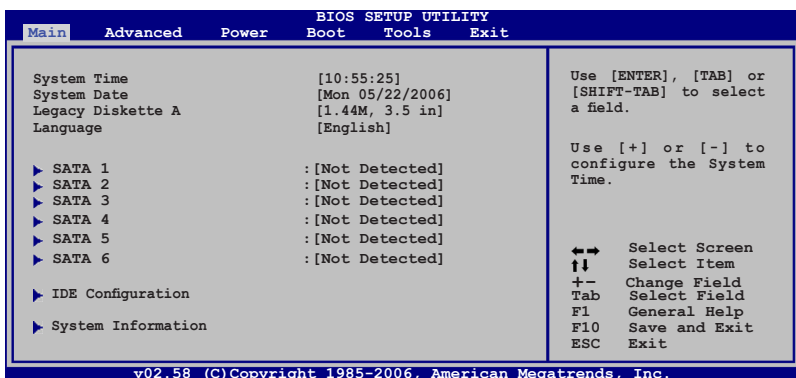 BIOS SETUP UTILITY
Main Advanced Power Boot Tools Exit
System Time [10:55:25]
System Date [Mon 05/22/2006]
Legacy Diskette A [1.44M, 3.5 in]
Language [English]
SATA 1 :[Not Detected]
SATA 2 :[Not Detected]
SATA 3 :[Not Detected]
SATA 4 :[Not Detected]
SATA 5 :[Not Detected]
SATA 6 :[Not Detected]
IDE Configuration
System Information
Use [ENTER], [TAB] or
[SHIFT-TAB] to select
a field.
Use [+] or [-] to
configure the System
Time.
←→ Select Screen
↑↓ Select Item
+- Change Field
Tab Select Field
F1 General Help
F10 Save and Exit
ESC Exit
v02.58 (C)Copyright 1985-2006, American Megatrends, Inc.